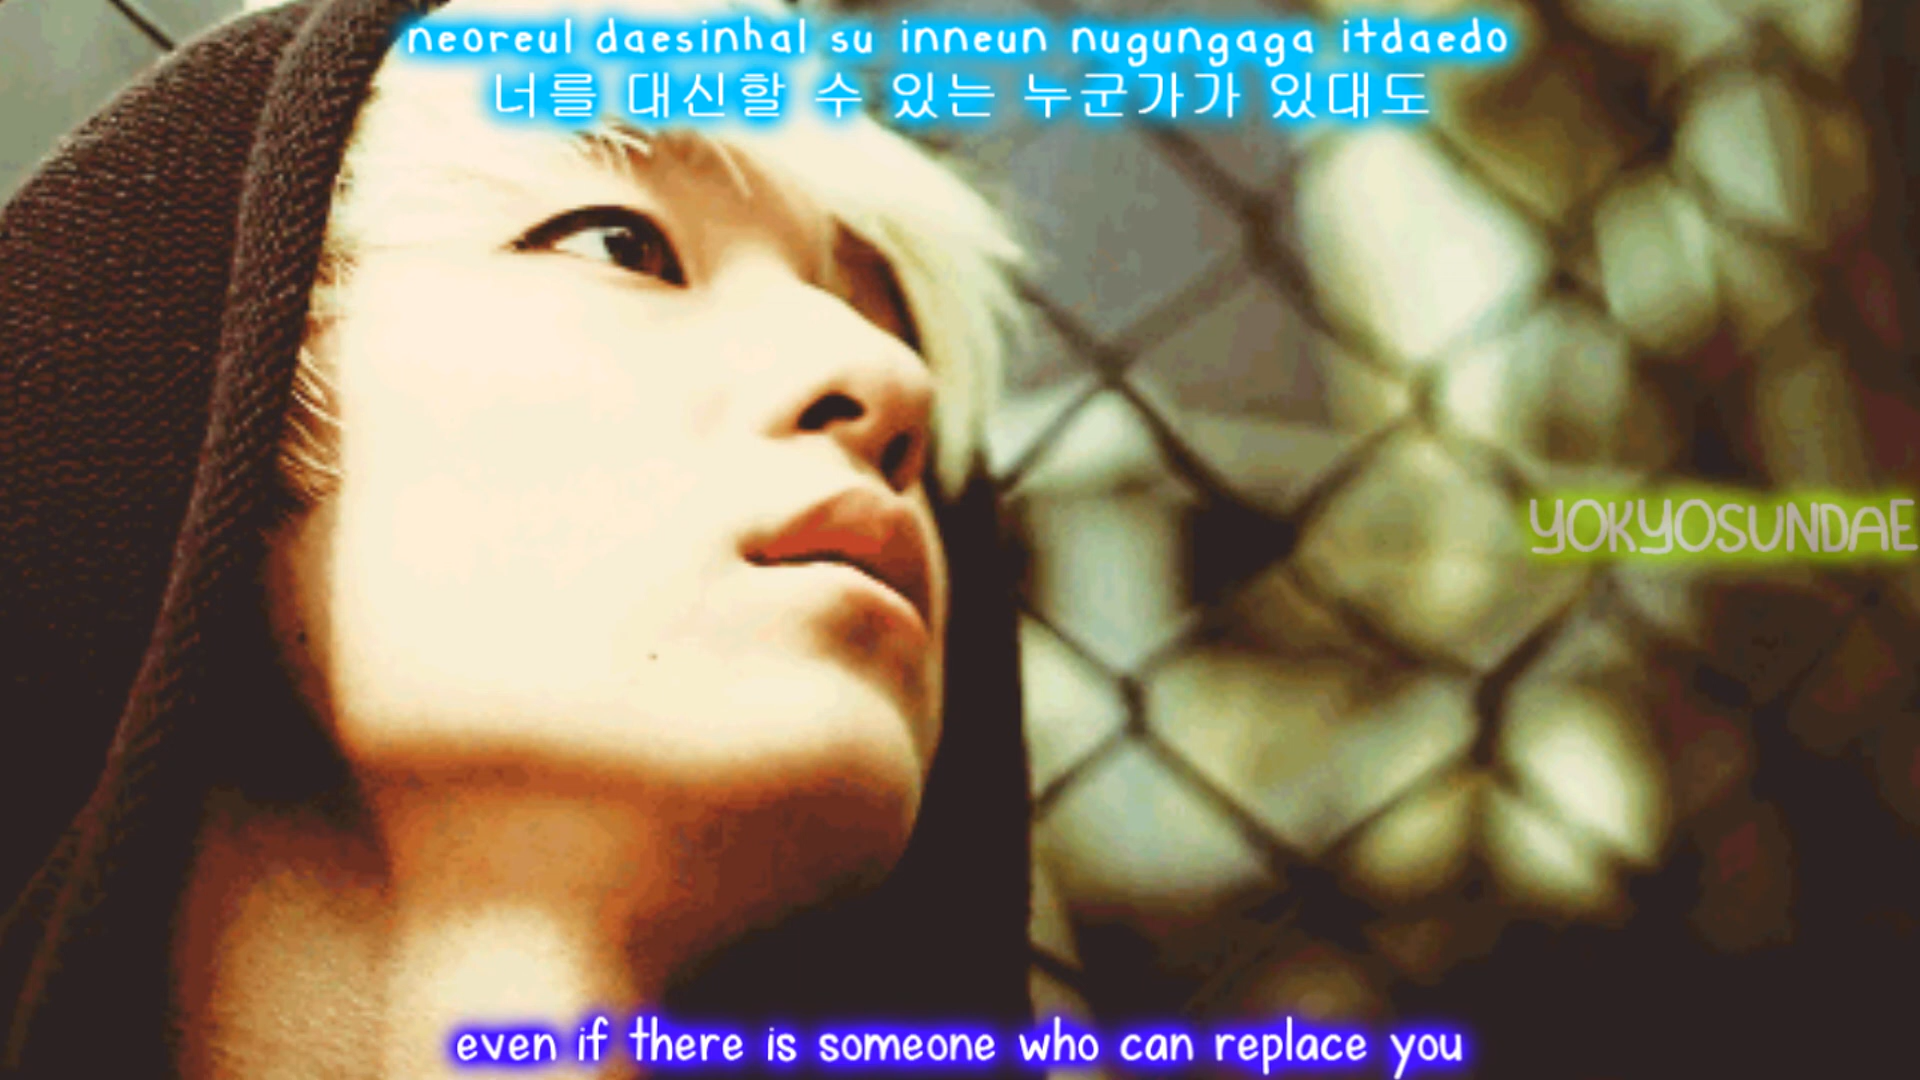 neoreul daesinhal su inneun nugungaga itdaedo
너를 대신할 수 있는 누군가가 있대도
YOKYOSUNDAE
even if there is someone who can replace you